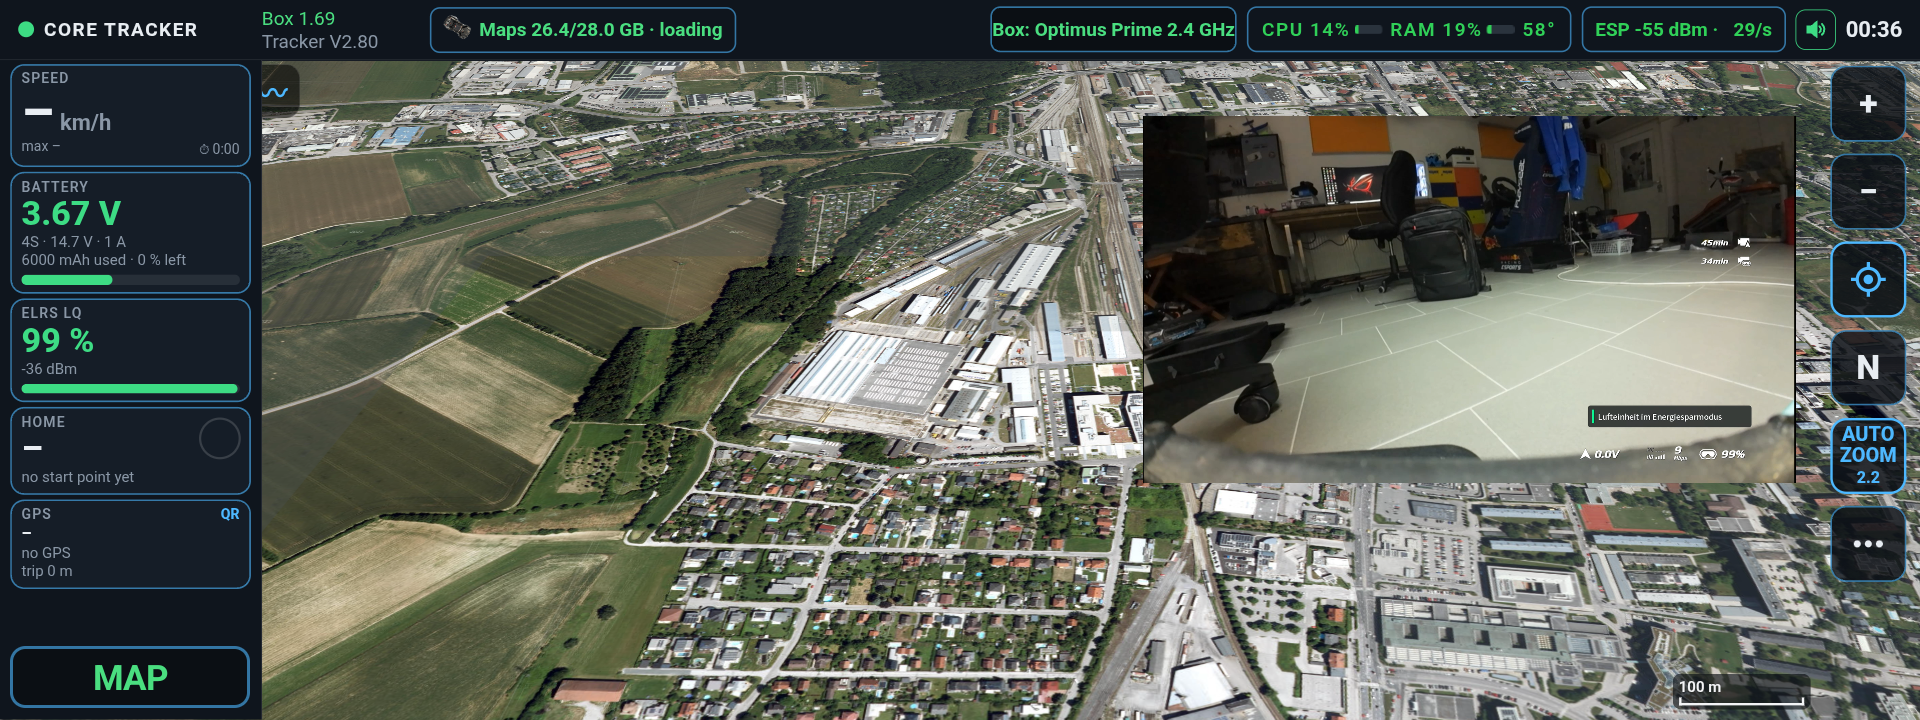 CORE TRACKER
Box 1.69
Tracker V2.80
Maps 26.4/28.0 GB · loading
Box: Optimus Prime 2.4 GHz
CPU 14% RAM 19% 58°
ESP -55 dBm · 29/s
00:36
SPEED
– km/h
max –
0:00
BATTERY
3.67 V
4S · 14.7 V · 1 A
6000 mAh used · 0 % left
ELRS LQ
99 %
-36 dBm
HOME
–
no start point yet
GPS QR
–
no GPS
trip 0 m
MAP
45min
34min
Lufteinheit im Energiesparmodus
0.0V
9
Mbps
99%
+
−
N
AUTO
ZOOM
2.2
100 m